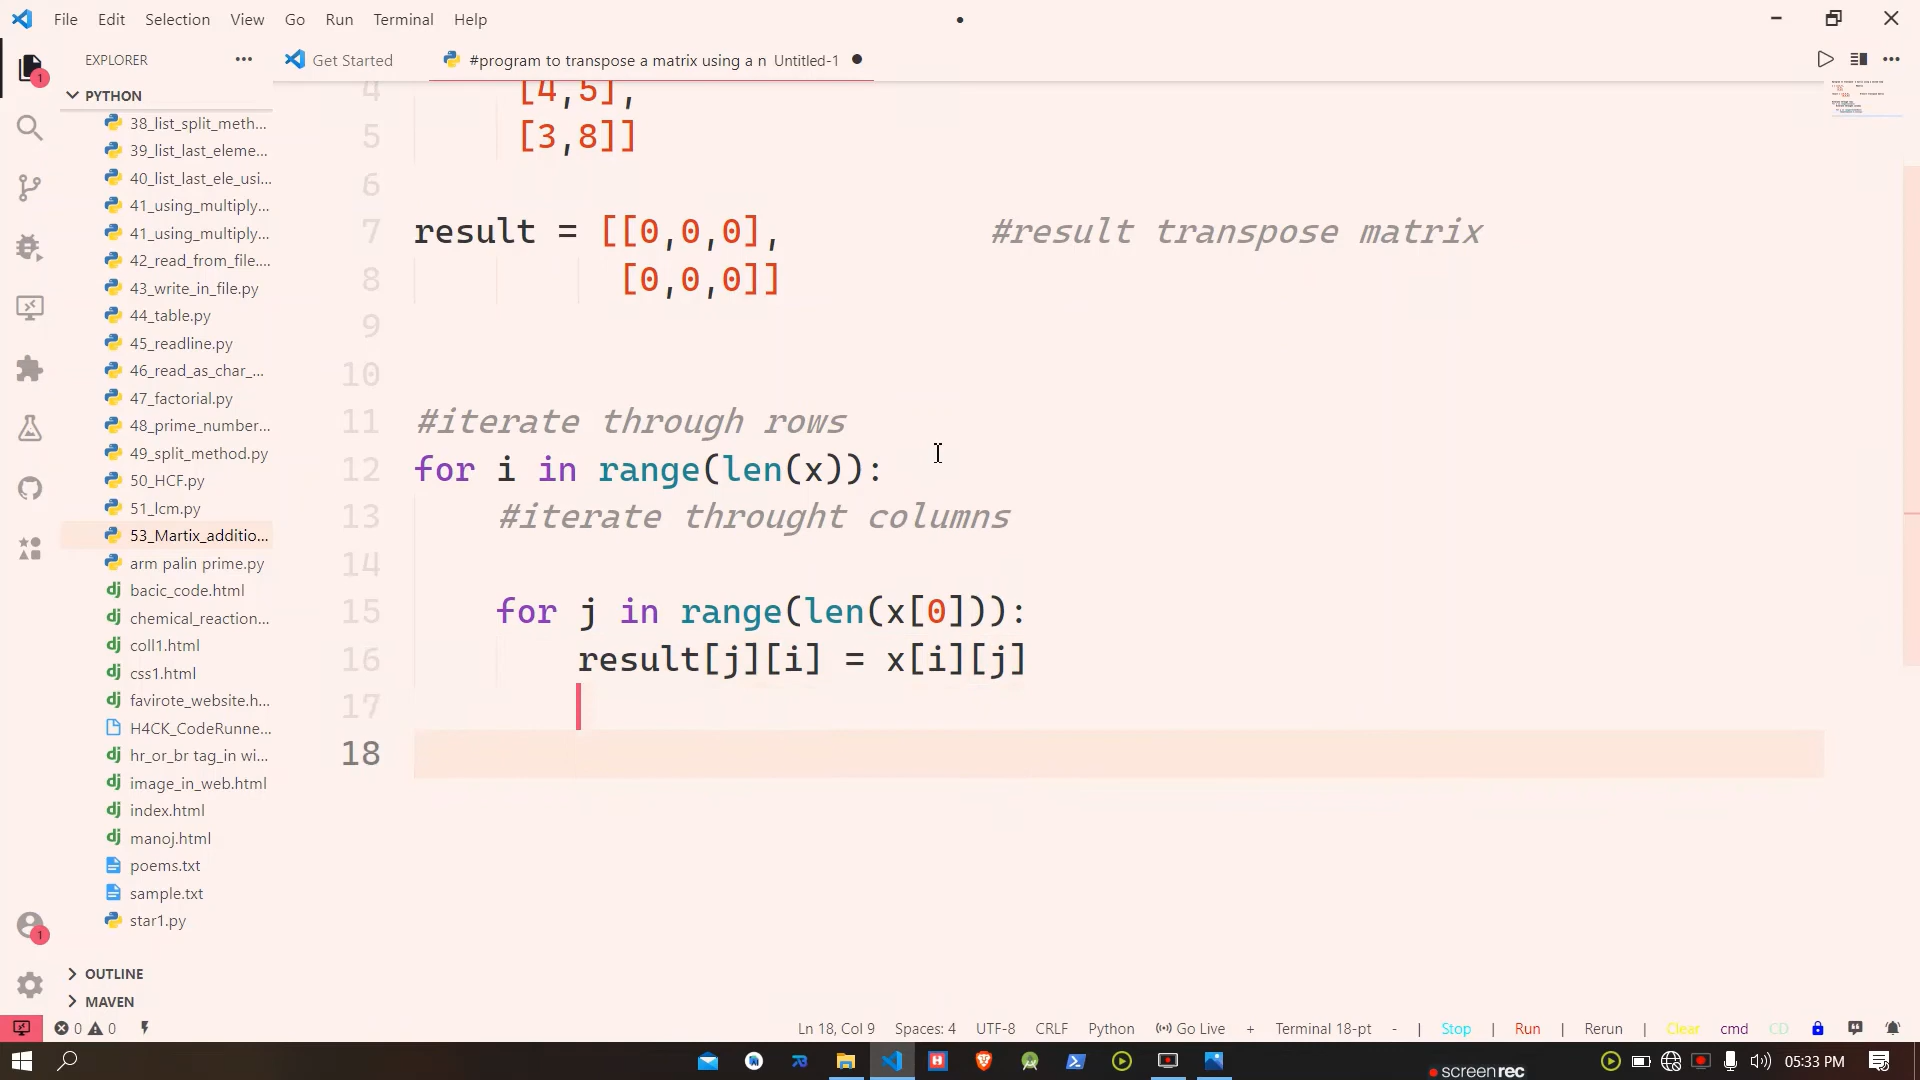 File Edit Selection View Go Run Terminal Help
EXPLORER
Get Started
#program to transpose a matrix using a n Untitled-1
PYTHON
38_list_split_meth...
39_list_last_eleme...
40_list_last_ele_usi...
41_using_multiply...
41_using_multiply...
42_read_from_file....
43_write_in_file.py
44_table.py
45_readline.py
46_read_as_char_...
47_factorial.py
48_prime_number...
49_split_method.py
50_HCF.py
51_lcm.py
53_Martix_additio...
arm palin prime.py
bacic_code.html
chemical_reaction...
coll1.html
css1.html
favirote_website.h...
H4CK_CodeRunne...
hr_or_br tag_in wi...
image_in_web.html
index.html
manoj.html
poems.txt
sample.txt
star1.py
OUTLINE
MAVEN
4 [4,5],
5 [3,8]]
6
7 result = [[0,0,0], #result transpose matrix
8 [0,0,0]]
9
10
11 #iterate through rows
12 for i in range(len(x)):
13 #iterate throught columns
14
15 for j in range(len(x[0])):
16 result[j][i] = x[i][j]
17
18
1
1
0 0
Ln 18, Col 9 Spaces: 4 UTF-8 CRLF Python Go Live + Terminal 18-pt - | Stop | Run | Rerun | Clear cmd CD
05:33 PM
screenrec